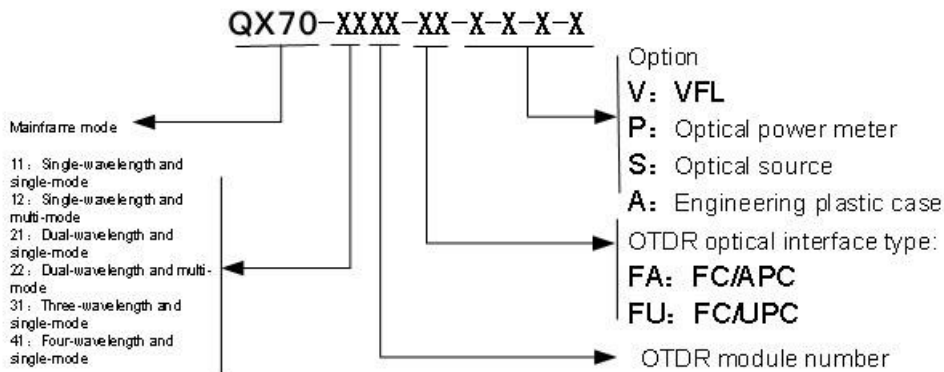 QX70-XXXX-XX-X-X-X-X
Option
V: VFL
P: Optical power meter
S: Optical source
A: Engineering plastic case
OTDR optical interface type:
FA: FC/APC
FU: FC/UPC
OTDR module number
Mainframe mode
11: Single-wavelength and
single-mode
12: Single-wavelength and
multi-mode
21: Dual-wavelength and
single-mode
22: Dual-wavelength and multi-
mode
31: Three-wavelength and
single-mode
41: Four-wavelength and
single-mode